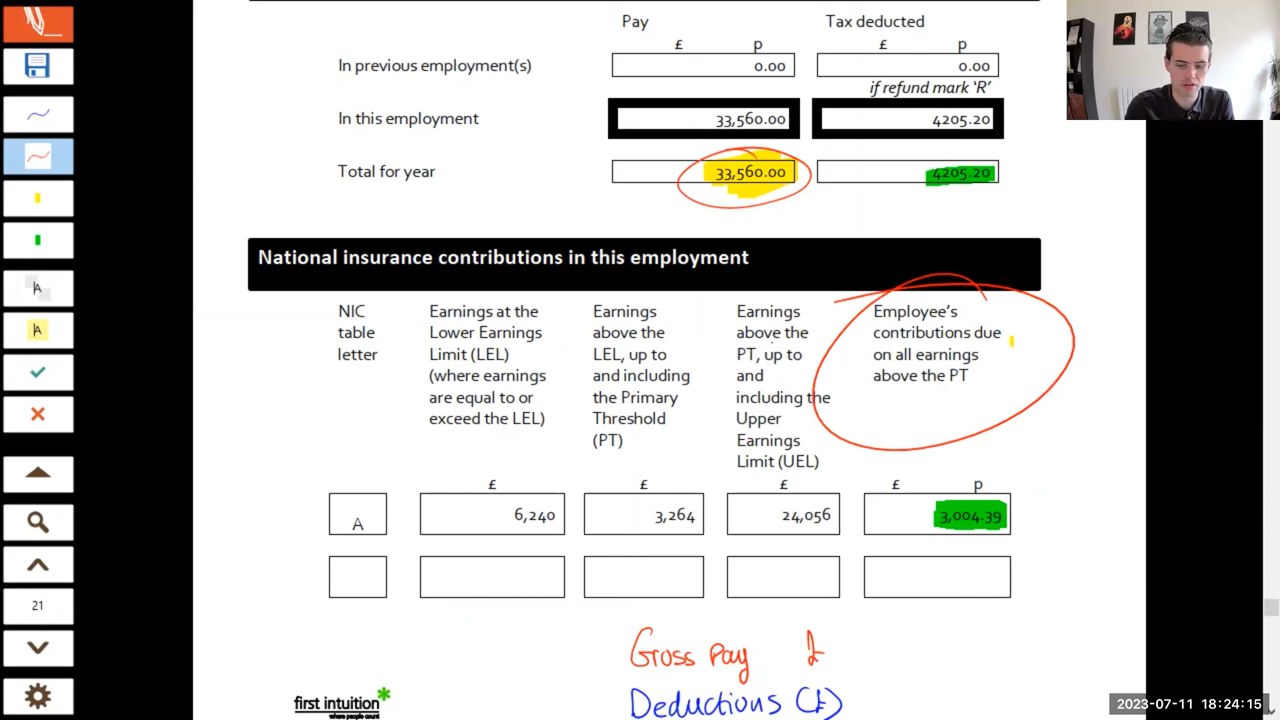 Pay Tax deducted
£ p £ p
In previous employment(s) 0.00 0.00
if refund mark ‘R’
In this employment 33,560.00 4205.20
Total for year 33,560.00 4205.20
National insurance contributions in this employment
NIC
table
letter
Earnings at the
Lower Earnings
Limit (LEL)
(where earnings
are equal to or
exceed the LEL)
Earnings
above the
LEL, up to
and including
the Primary
Threshold
(PT)
Earnings
above the
PT, up to
and
including the
Upper
Earnings
Limit (UEL)
Employee’s
contributions due
on all earnings
above the PT
£ £ £ £ p
A 6,240 3,264 24,056 3,004.39
Gross Pay £
Deductions (£)
first intuition
where people count
21
2023-07-11 18:24:15